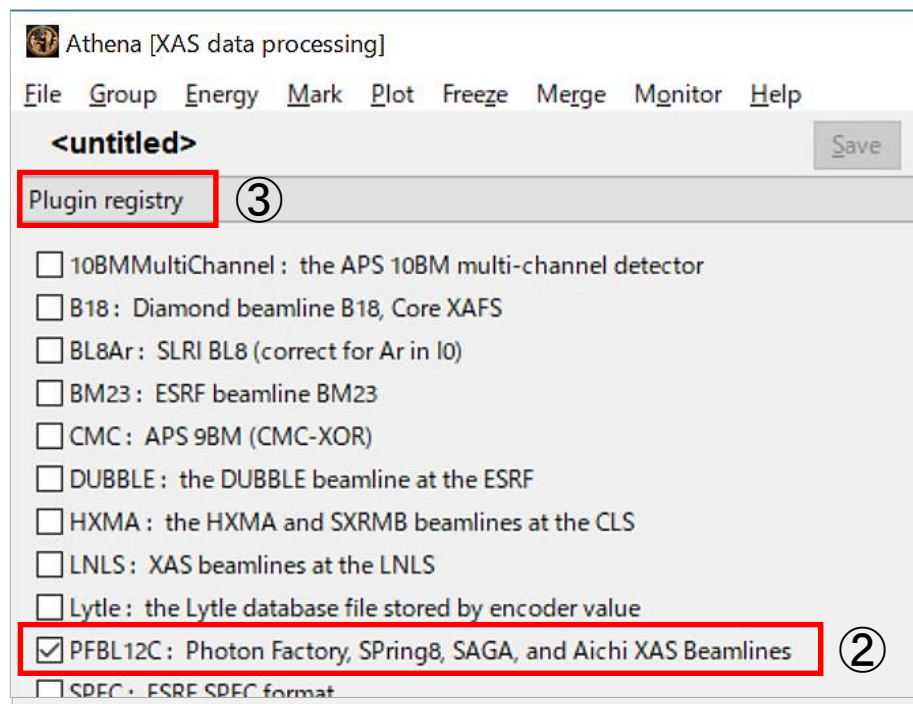 Athena [XAS data processing]
File Group Energy Mark Plot Freeze Merge Monitor Help
<untitled>
Save
Plugin registry ③
10BMMultiChannel : the APS 10BM multi-channel detector
B18 : Diamond beamline B18, Core XAFS
BL8Ar : SLRI BL8 (correct for Ar in I0)
BM23 : ESRF beamline BM23
CMC : APS 9BM (CMC-XOR)
DUBBLE : the DUBBLE beamline at the ESRF
HXMA : the HXMA and SXRMB beamlines at the CLS
LNLS : XAS beamlines at the LNLS
Lytle : the Lytle database file stored by encoder value
PFBL12C : Photon Factory, SPring8, SAGA, and Aichi XAS Beamlines ②
SPEC : ESRF SPEC format